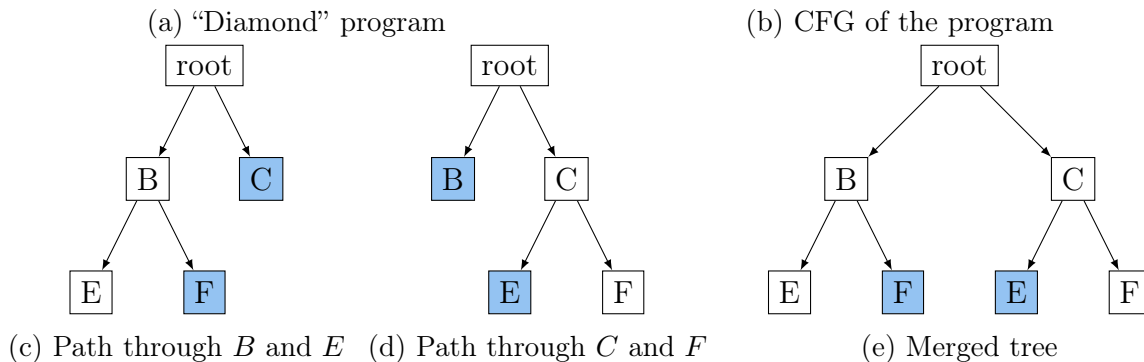 (a) “Diamond” program (b) CFG of the program
root root root
B C B C B C
E F E F E F E F
(c) Path through B and E (d) Path through C and F (e) Merged tree